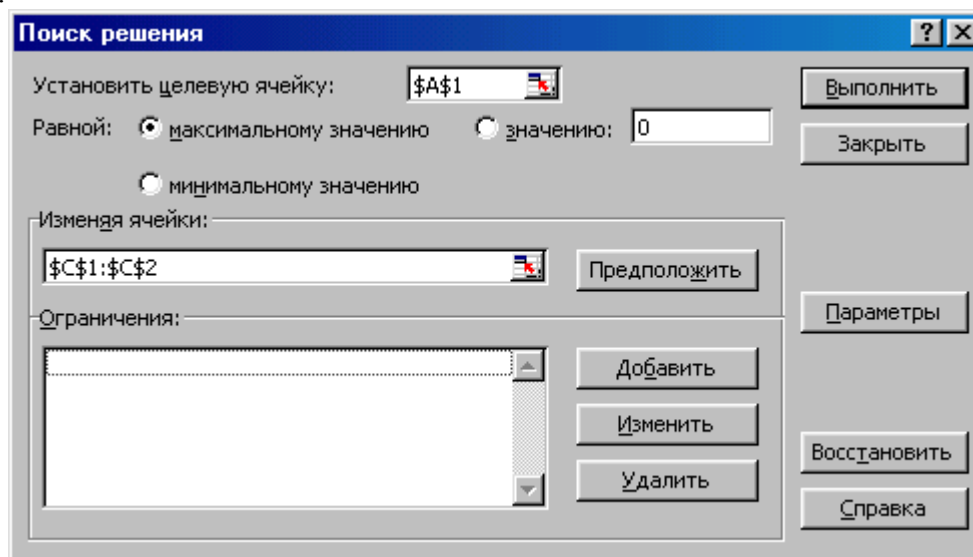 Поиск решения
Установить целевую ячейку: $A$1
Выполнить
Равной: максимальному значению значению: 0
Закрыть
минимальному значению
Изменяя ячейки:
$C$1:$C$2
Предположить
Параметры
Ограничения:
Добавить
Изменить
Удалить
Восстановить
Справка